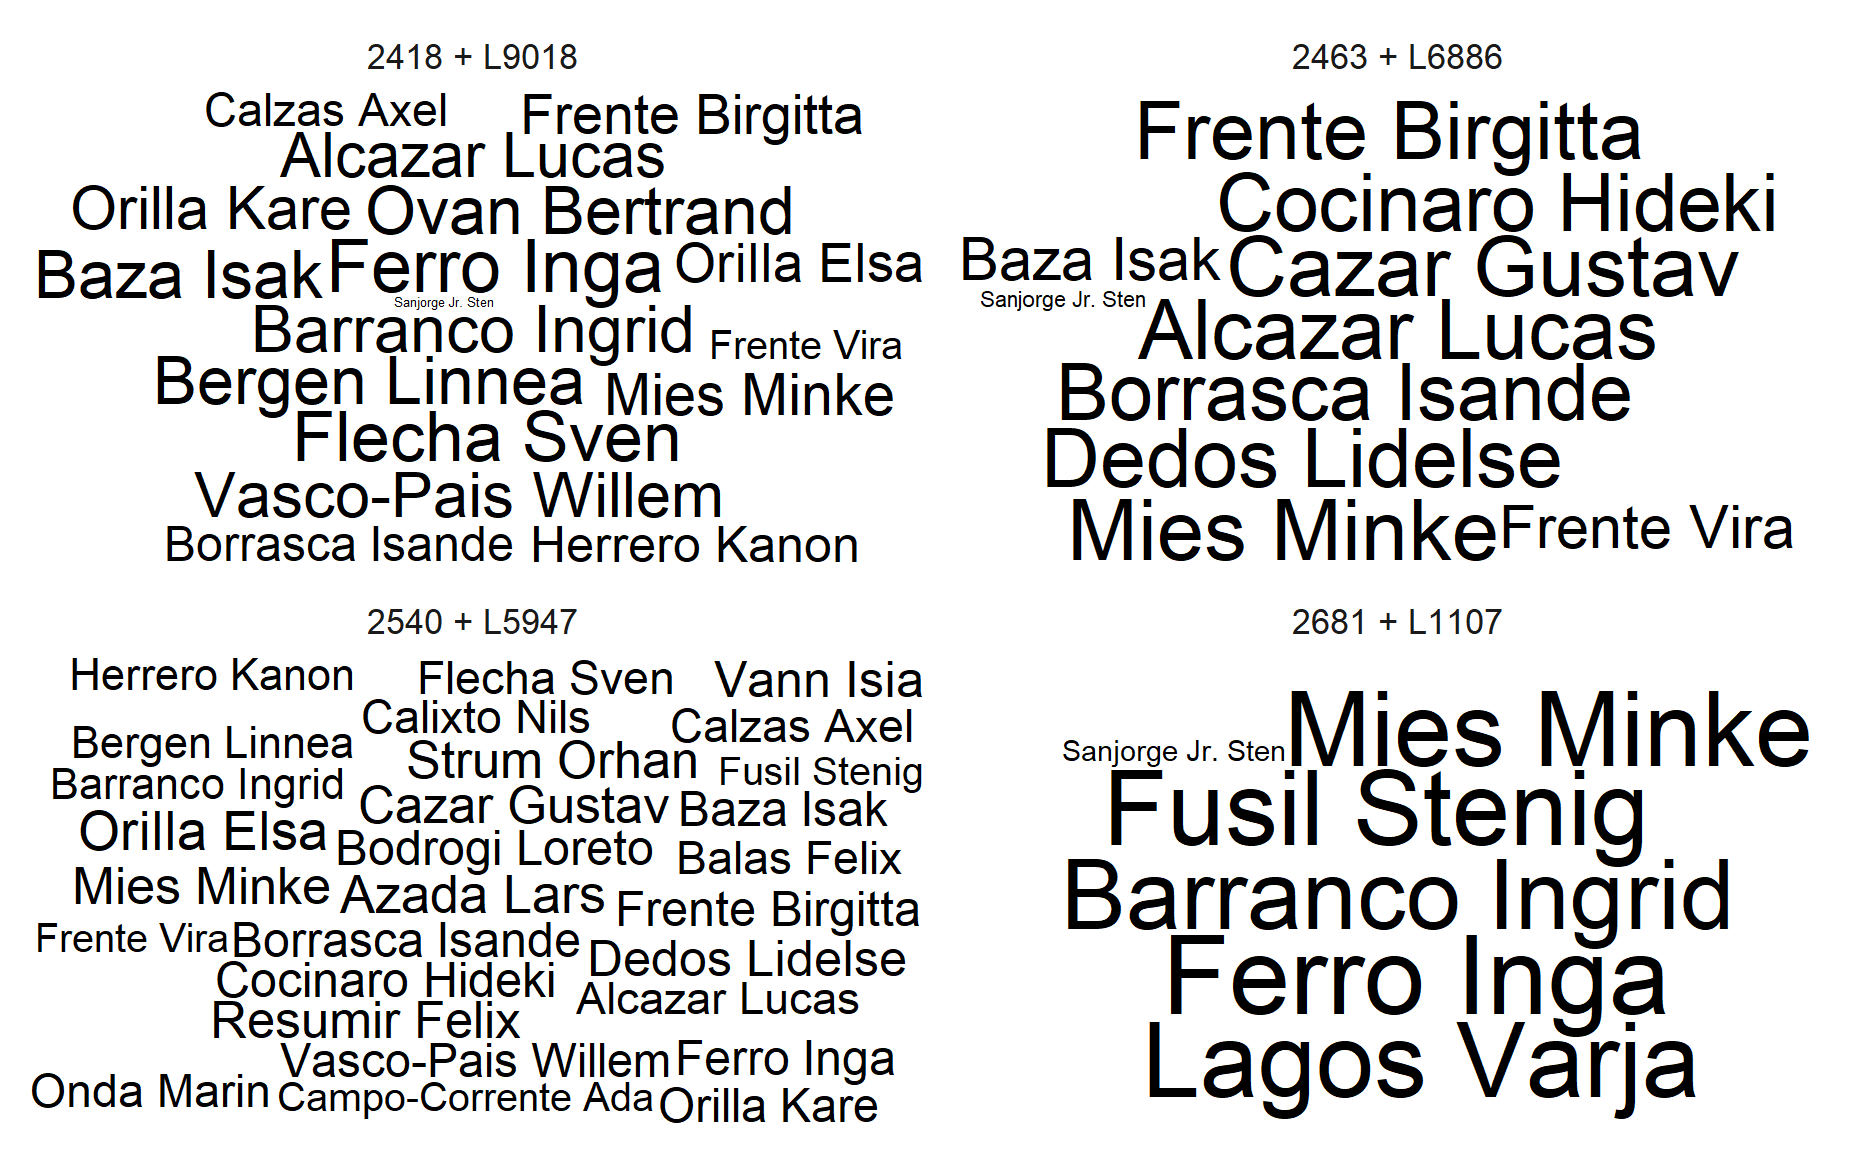 2418 + L9018
Calzas Axel
Frente Birgitta
Alcazar Lucas
Orilla Kare
Ovan Bertrand
Baza Isak
Ferro Inga
Orilla Elsa
Sanjorge Jr. Sten
Barranco Ingrid
Frente Vira
Bergen Linnea
Mies Minke
Flecha Sven
Vasco-Pais Willem
Borrasca Isande
Herrero Kanon
2463 + L6886
Frente Birgitta
Cocinaro Hideki
Baza Isak
Cazar Gustav
Sanjorge Jr. Sten
Alcazar Lucas
Borrasca Isande
Dedos Lidelse
Mies Minke
Frente Vira
2540 + L5947
Herrero Kanon
Flecha Sven
Vann Isia
Calixto Nils
Calzas Axel
Bergen Linnea
Strum Orhan
Fusil Stenig
Barranco Ingrid
Cazar Gustav
Baza Isak
Orilla Elsa
Bodrogi Loreto
Balas Felix
Mies Minke
Azada Lars
Frente Birgitta
Frente Vira
Borrasca Isande
Dedos Lidelse
Cocinaro Hideki
Alcazar Lucas
Resumir Felix
Vasco-Pais Willem
Ferro Inga
Onda Marin
Campo-Corrente Ada
Orilla Kare
2681 + L1107
Mies Minke
Sanjorge Jr. Sten
Fusil Stenig
Barranco Ingrid
Ferro Inga
Lagos Varja